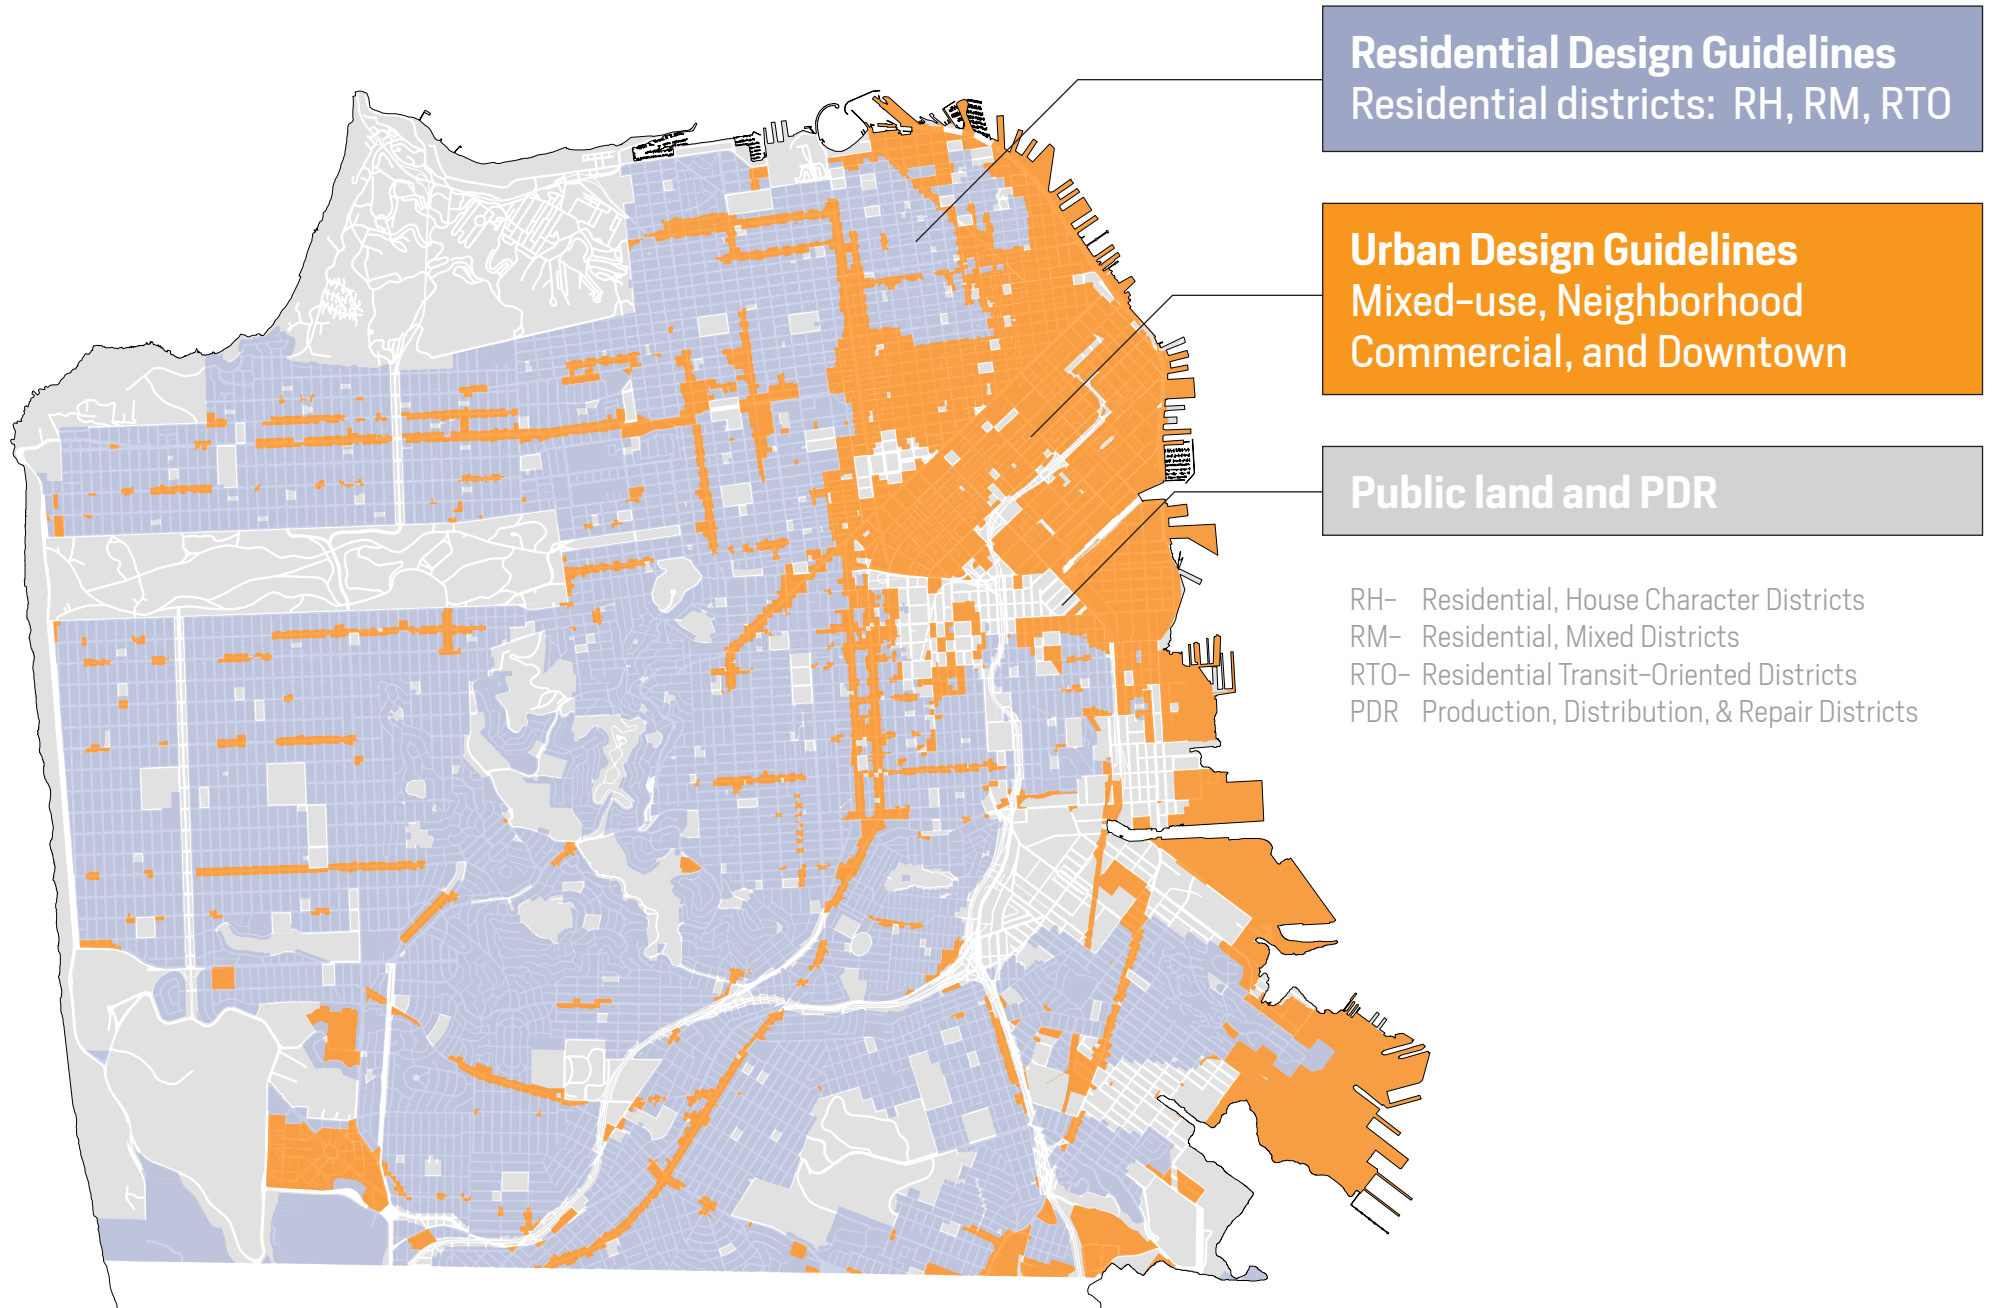 Residential Design Guidelines
Residential districts: RH, RM, RTO
Urban Design Guidelines
Mixed-use, Neighborhood
Commercial, and Downtown
Public land and PDR
RH– Residential, House Character Districts
RM– Residential, Mixed Districts
RTO– Residential Transit-Oriented Districts
PDR Production, Distribution, & Repair Districts